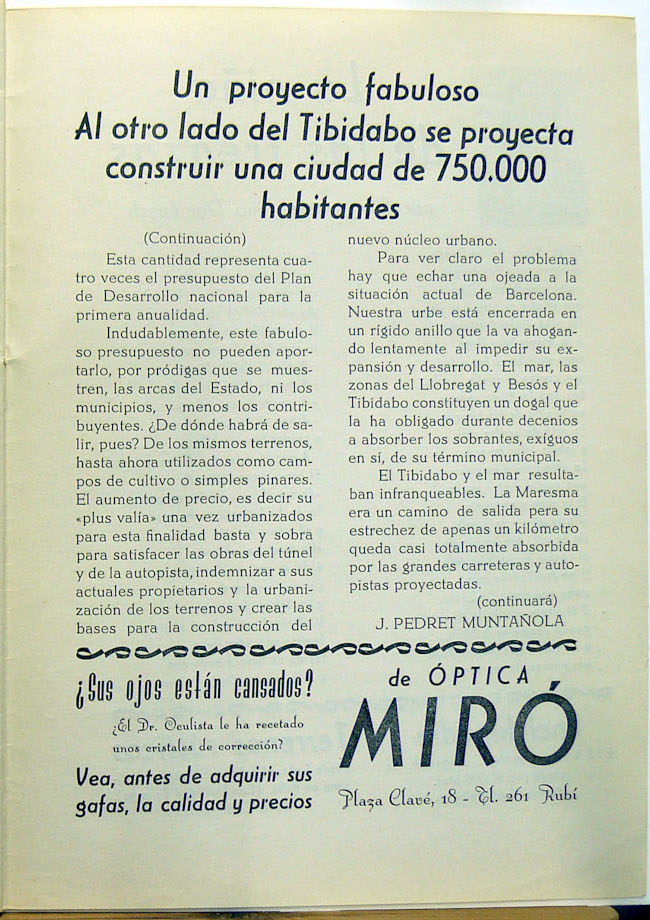 Un proyecto fabuloso
Al otro lado del Tibidabo se proyecta
construir una ciudad de 750.000
habitantes
(Continuación)
Esta cantidad representa cua-
tro veces el presupuesto del Plan
de Desarrollo nacional para la
primera anualidad.
Indudablemente, este fabulo-
so presupuesto no pueden apor-
tarlo, por pródigas que se mues-
tren, las arcas del Estado, ni los
municipios, y menos los contri-
buyentes. ¿De dónde habrá de sa-
lir, pues? De los mismos terrenos,
hasta ahora utilizados como cam-
pos de cultivo o simples pinares.
El aumento de precio, es decir su
«plus valía» una vez urbanizados
para esta finalidad basta y sobra
para satisfacer las obras del túnel
y de la autopista, indemnizar a sus
actuales propietarios y la urbani-
zación de los terrenos y crear las
bases para la construcción del
nuevo núcleo urbano.
Para ver claro el problema
hay que echar una ojeada a la
situación actual de Barcelona.
Nuestra urbe está encerrada en
un rígido anillo que la va ahogan-
do lentamente al impedir su ex-
pansión y desarrollo. El mar, las
zonas del Llobregat y Besós y el
Tibidabo constituyen un dogal que
la ha obligado durante decenios
a absorber los sobrantes, exíguos
en sí, de su término municipal.
El Tibidabo y el mar resulta-
ban infranqueables. La Maresma
era un camino de salida pera su
estrechez de apenas un kilómetro
queda casi totalmente absorbida
por las grandes carreteras y auto-
pistas proyectadas.
(continuará)
J. PEDRET MUNTAÑOLA
¿Sus ojos están cansados?
¿El Dr. Oculista le ha recetado
unos cristales de corrección?
Vea, antes de adquirir sus
gafas, la calidad y precios
de ÓPTICA
MIRÓ
Plaza Clavé, 18 - Tl. 261 Rubí